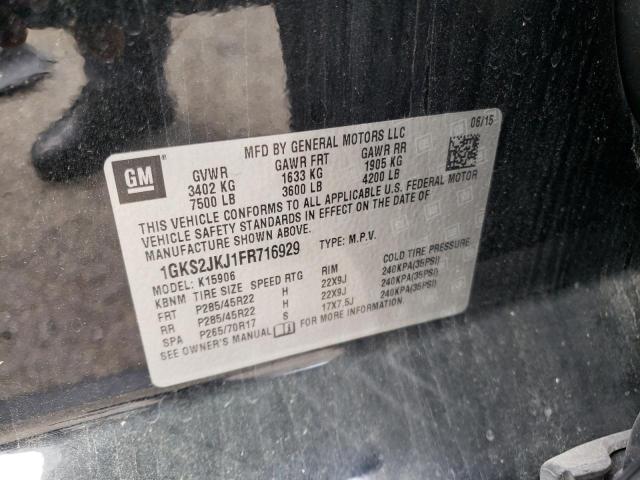 GM
MFD BY GENERAL MOTORS LLC 06/15
GVWR GAWR FRT GAWR RR
3402 KG 1633 KG 1905 KG
7500 LB 3600 LB 4200 LB
THIS VEHICLE CONFORMS TO ALL APPLICABLE U.S. FEDERAL MOTOR
VEHICLE SAFETY STANDARDS IN EFFECT ON THE DATE OF
MANUFACTURE SHOWN ABOVE.
1GKS2JKJ1FR716929 TYPE: M.P.V.
MODEL: K15906
KBNM TIRE SIZE SPEED RTG RIM COLD TIRE PRESSURE
FRT P285/45R22 H 22X9J 240KPA(35PSI)
RR P285/45R22 H 22X9J 240KPA(35PSI)
SPA P265/70R17 17X7.5J 240KPA(35PSI)
SEE OWNER'S MANUAL FOR MORE INFORMATION.